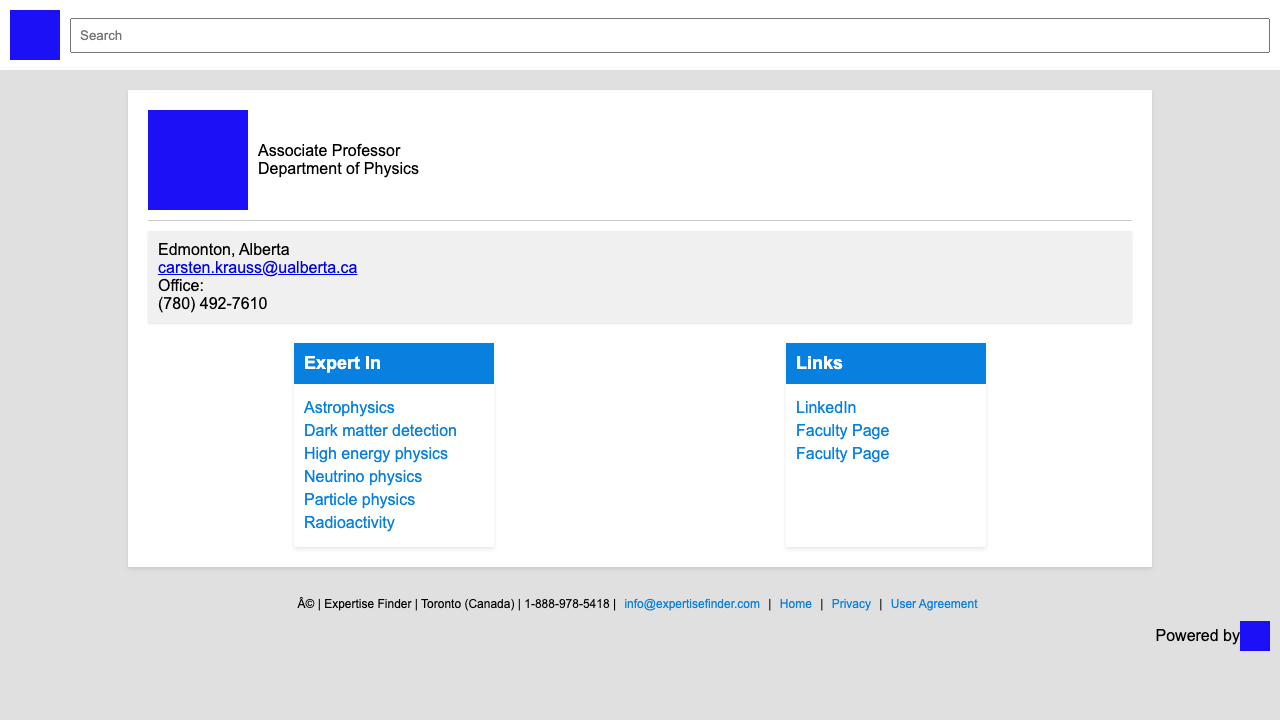 Search
Associate Professor
Department of Physics
Edmonton, Alberta
carsten.krauss@ualberta.ca
Office:
(780) 492-7610
Expert In
Astrophysics
Dark matter detection
High energy physics
Neutrino physics
Particle physics
Radioactivity
Links
LinkedIn
Faculty Page
Faculty Page
Â© | Expertise Finder | Toronto (Canada) | 1-888-978-5418 | info@expertisefinder.com | Home | Privacy | User Agreement
Powered by